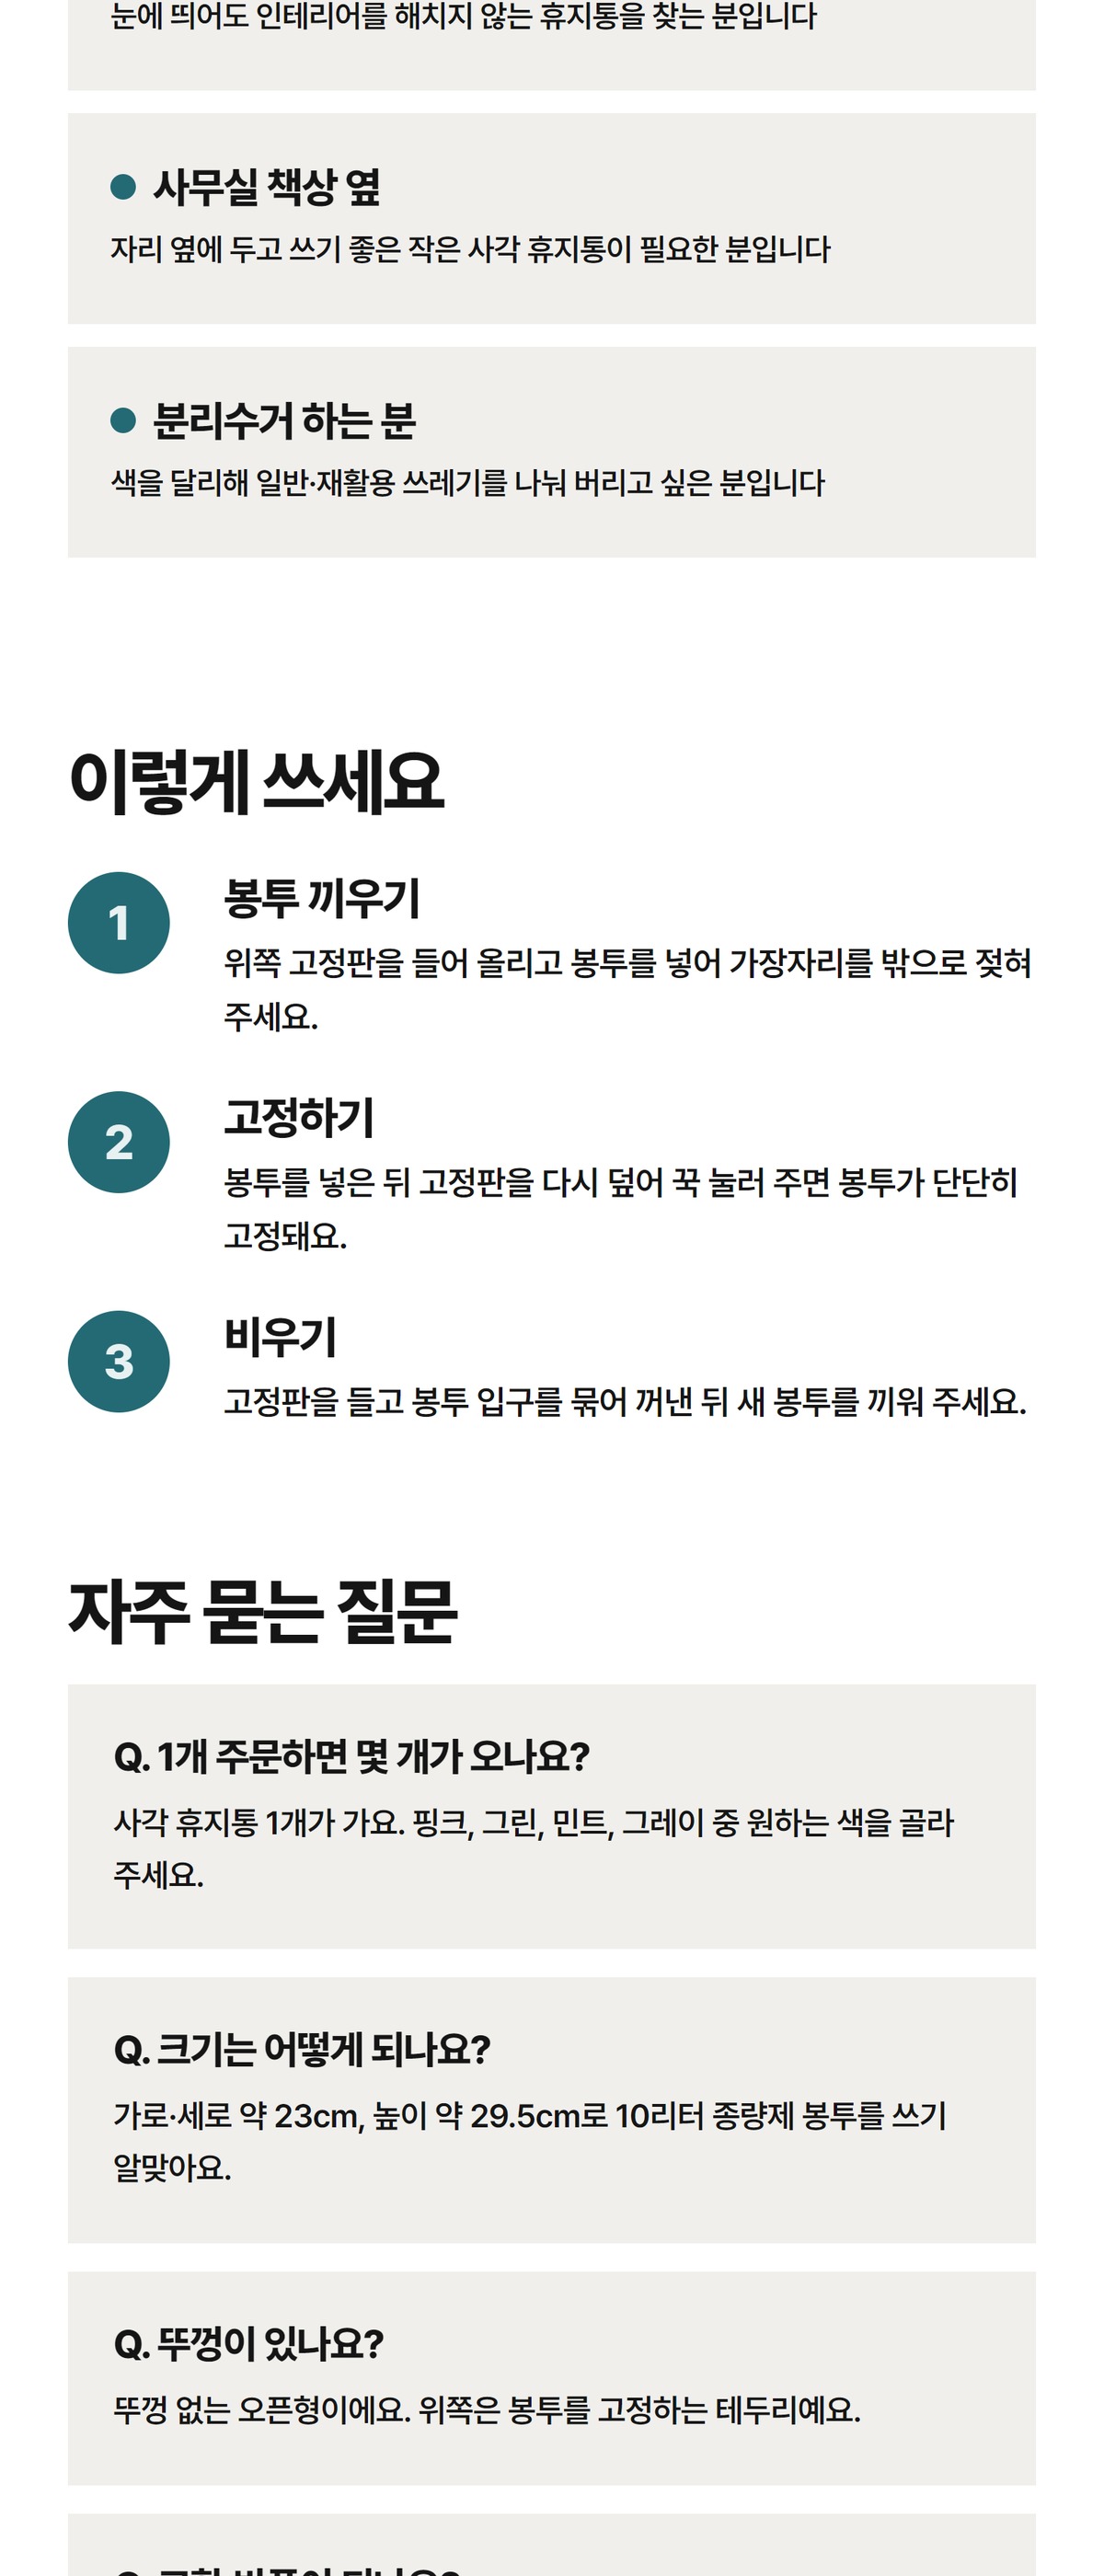 눈에 띄어도 인테리어를 해치지 않는 휴지통을 찾는 분입니다
사무실 책상 옆
자리 옆에 두고 쓰기 좋은 작은 사각 휴지통이 필요한 분입니다
분리수거 하는 분
색을 달리해 일반·재활용 쓰레기를 나눠 버리고 싶은 분입니다
이렇게 쓰세요
1
봉투 끼우기
위쪽 고정판을 들어 올리고 봉투를 넣어 가장자리를 밖으로 젖혀
주세요.
2
고정하기
봉투를 넣은 뒤 고정판을 다시 덮어 꾹 눌러 주면 봉투가 단단히
고정돼요.
3
비우기
고정판을 들고 봉투 입구를 묶어 꺼낸 뒤 새 봉투를 끼워 주세요.
자주 묻는 질문
Q. 1개 주문하면 몇 개가 오나요?
사각 휴지통 1개가 가요. 핑크, 그린, 민트, 그레이 중 원하는 색을 골라
주세요.
Q. 크기는 어떻게 되나요?
가로·세로 약 23cm, 높이 약 29.5cm로 10리터 종량제 봉투를 쓰기
알맞아요.
Q. 뚜껑이 있나요?
뚜껑 없는 오픈형이에요. 위쪽은 봉투를 고정하는 테두리예요.